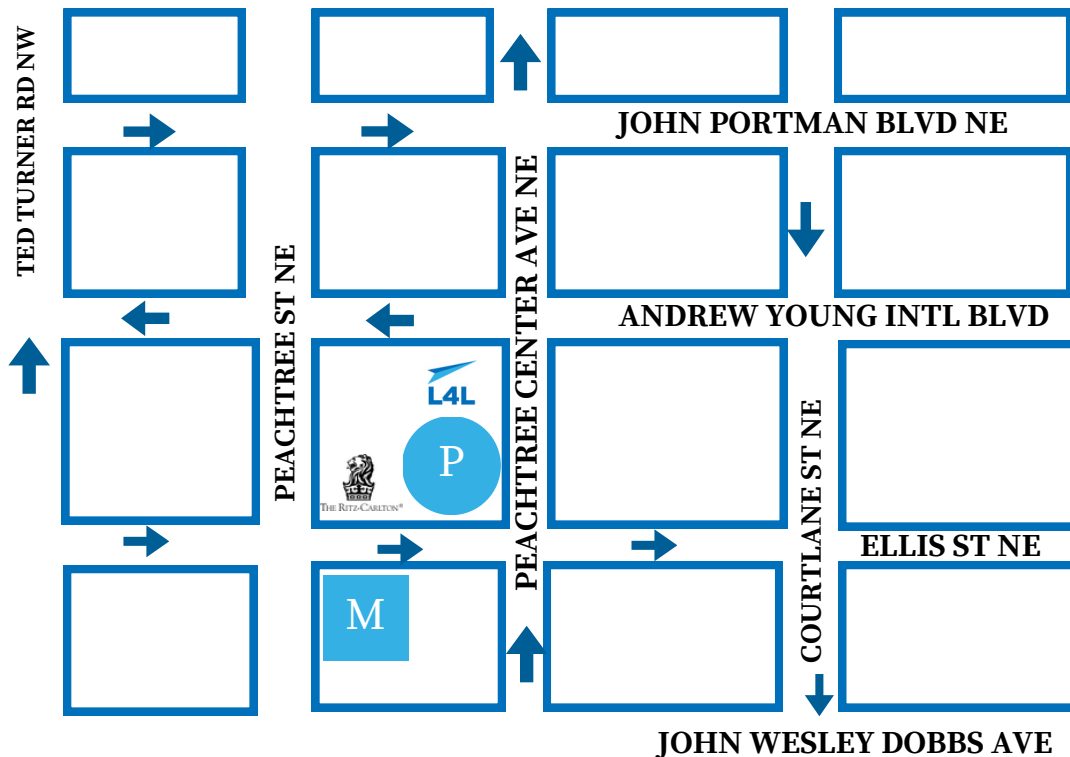 TED TURNER RD NW
JOHN PORTMAN BLVD NE
PEACHTREE ST NE
PEACHTREE CENTER AVE NE
ANDREW YOUNG INTL BLVD
L4L
P
THE RITZ-CARLTON®
COURTLANE ST NE
ELLIS ST NE
M
JOHN WESLEY DOBBS AVE